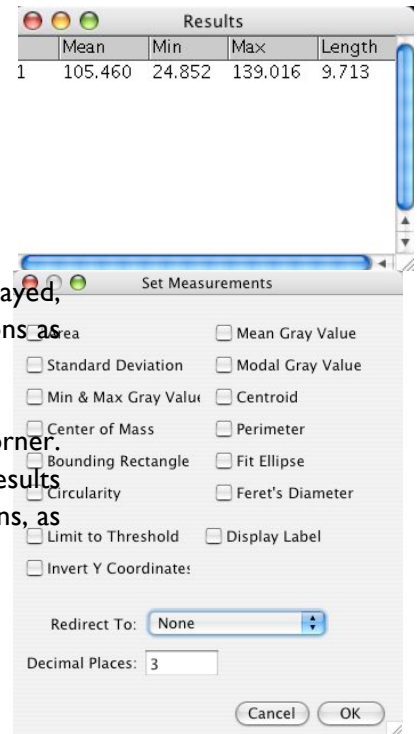 Results
Mean Min Max Length
1 105.460 24.852 139.016 9.713
Set Measurements
ayed,
ons as
Area Mean Gray Value
Standard Deviation Modal Gray Value
Min & Max Gray Value Centroid
Center of Mass Perimeter
orner.
Bounding Rectangle Fit Ellipse
esults
Circularity Feret's Diameter
ns, as
Limit to Threshold Display Label
Invert Y Coordinates
Redirect To: None
Decimal Places: 3
Cancel OK